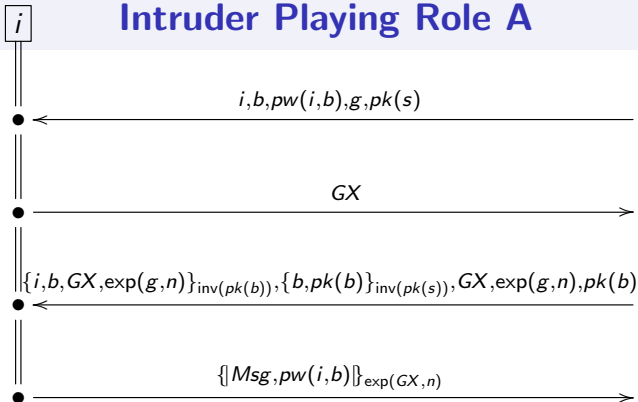 Intruder Playing Role A
i
i,b,pw(i,b),g,pk(s)
GX
{i,b,GX,exp(g,n)}inv(pk(b)),{b,pk(b)}inv(pk(s)),GX,exp(g,n),pk(b)
{|Msg,pw(i,b)|}exp(GX,n)